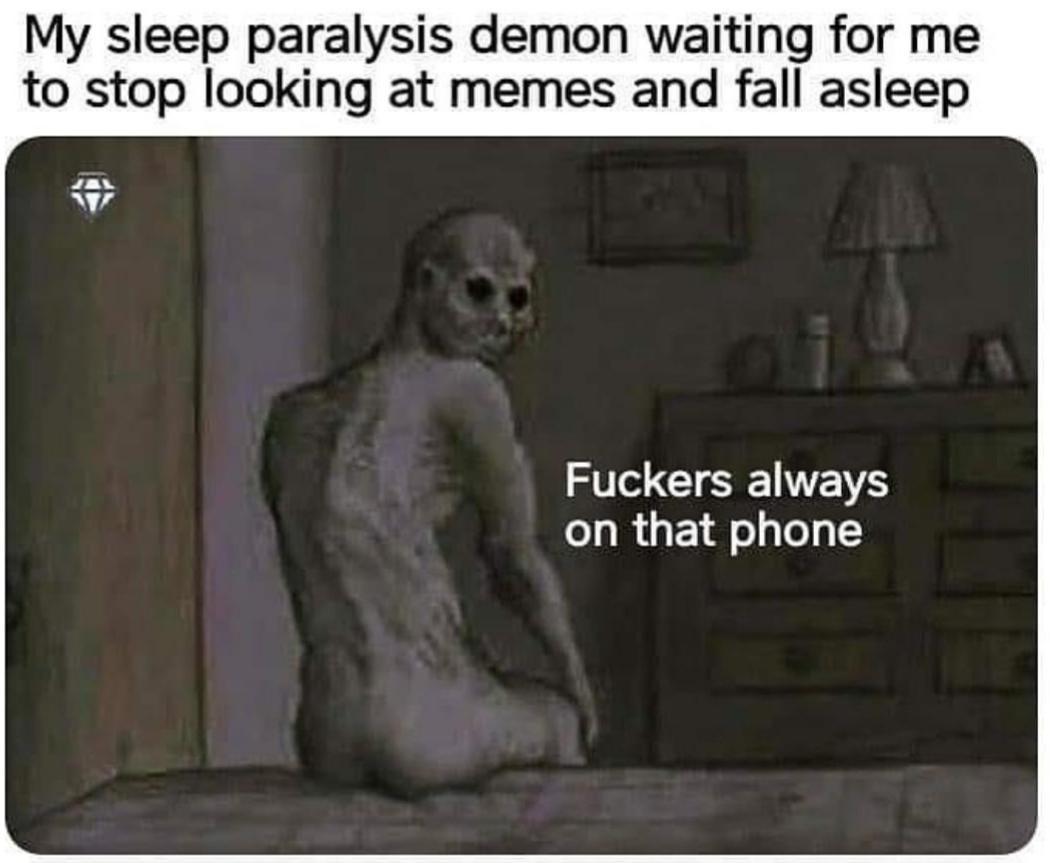 My sleep paralysis demon waiting for me
to stop looking at memes and fall asleep
Fuckers always
on that phone